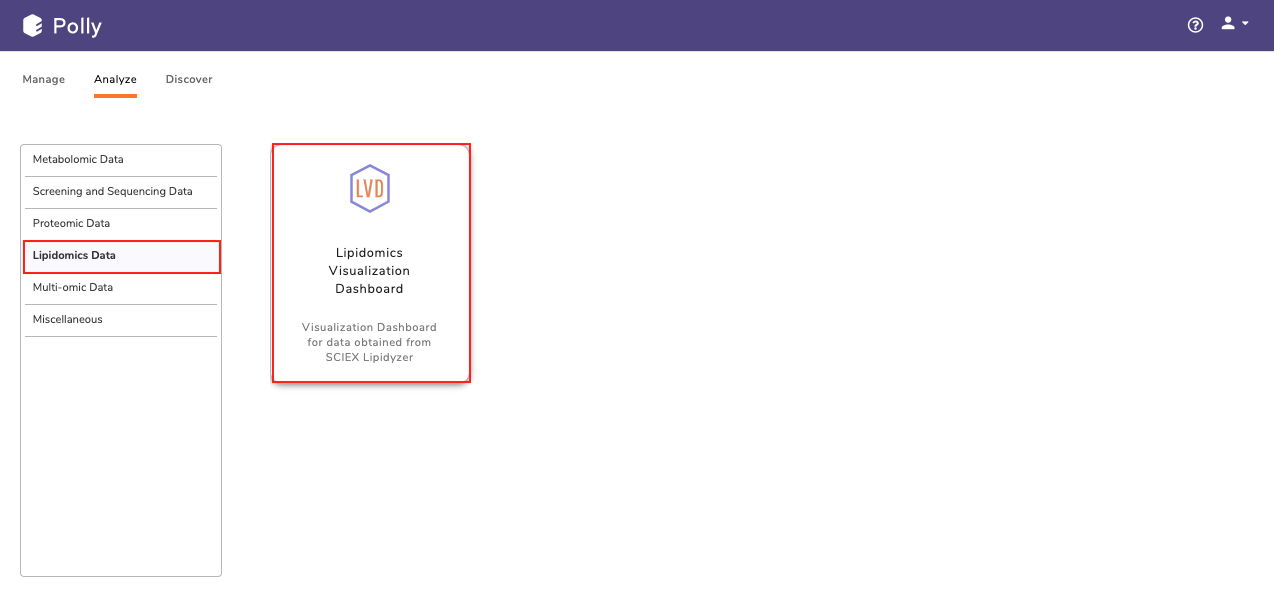 Polly
Manage
Analyze
Discover
Metabolomic Data
Screening and Sequencing Data
Proteomic Data
Lipidomics Data
Multi-omic Data
Miscellaneous
LVD
Lipidomics
Visualization
Dashboard
Visualization Dashboard
for data obtained from
SCIEX Lipidyzer